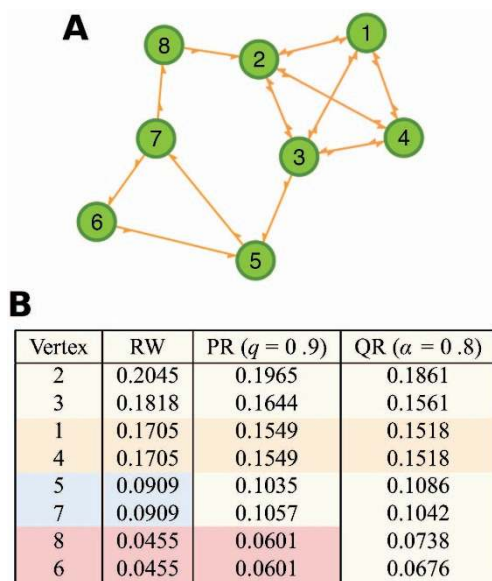 A
8
1
2
7
4
3
6
5
B
Vertex RW PR (q = 0 .9) QR (α = 0 .8)
2 0.2045 0.1965 0.1861
3 0.1818 0.1644 0.1561
1 0.1705 0.1549 0.1518
4 0.1705 0.1549 0.1518
5 0.0909 0.1035 0.1086
7 0.0909 0.1057 0.1042
8 0.0455 0.0601 0.0738
6 0.0455 0.0601 0.0676